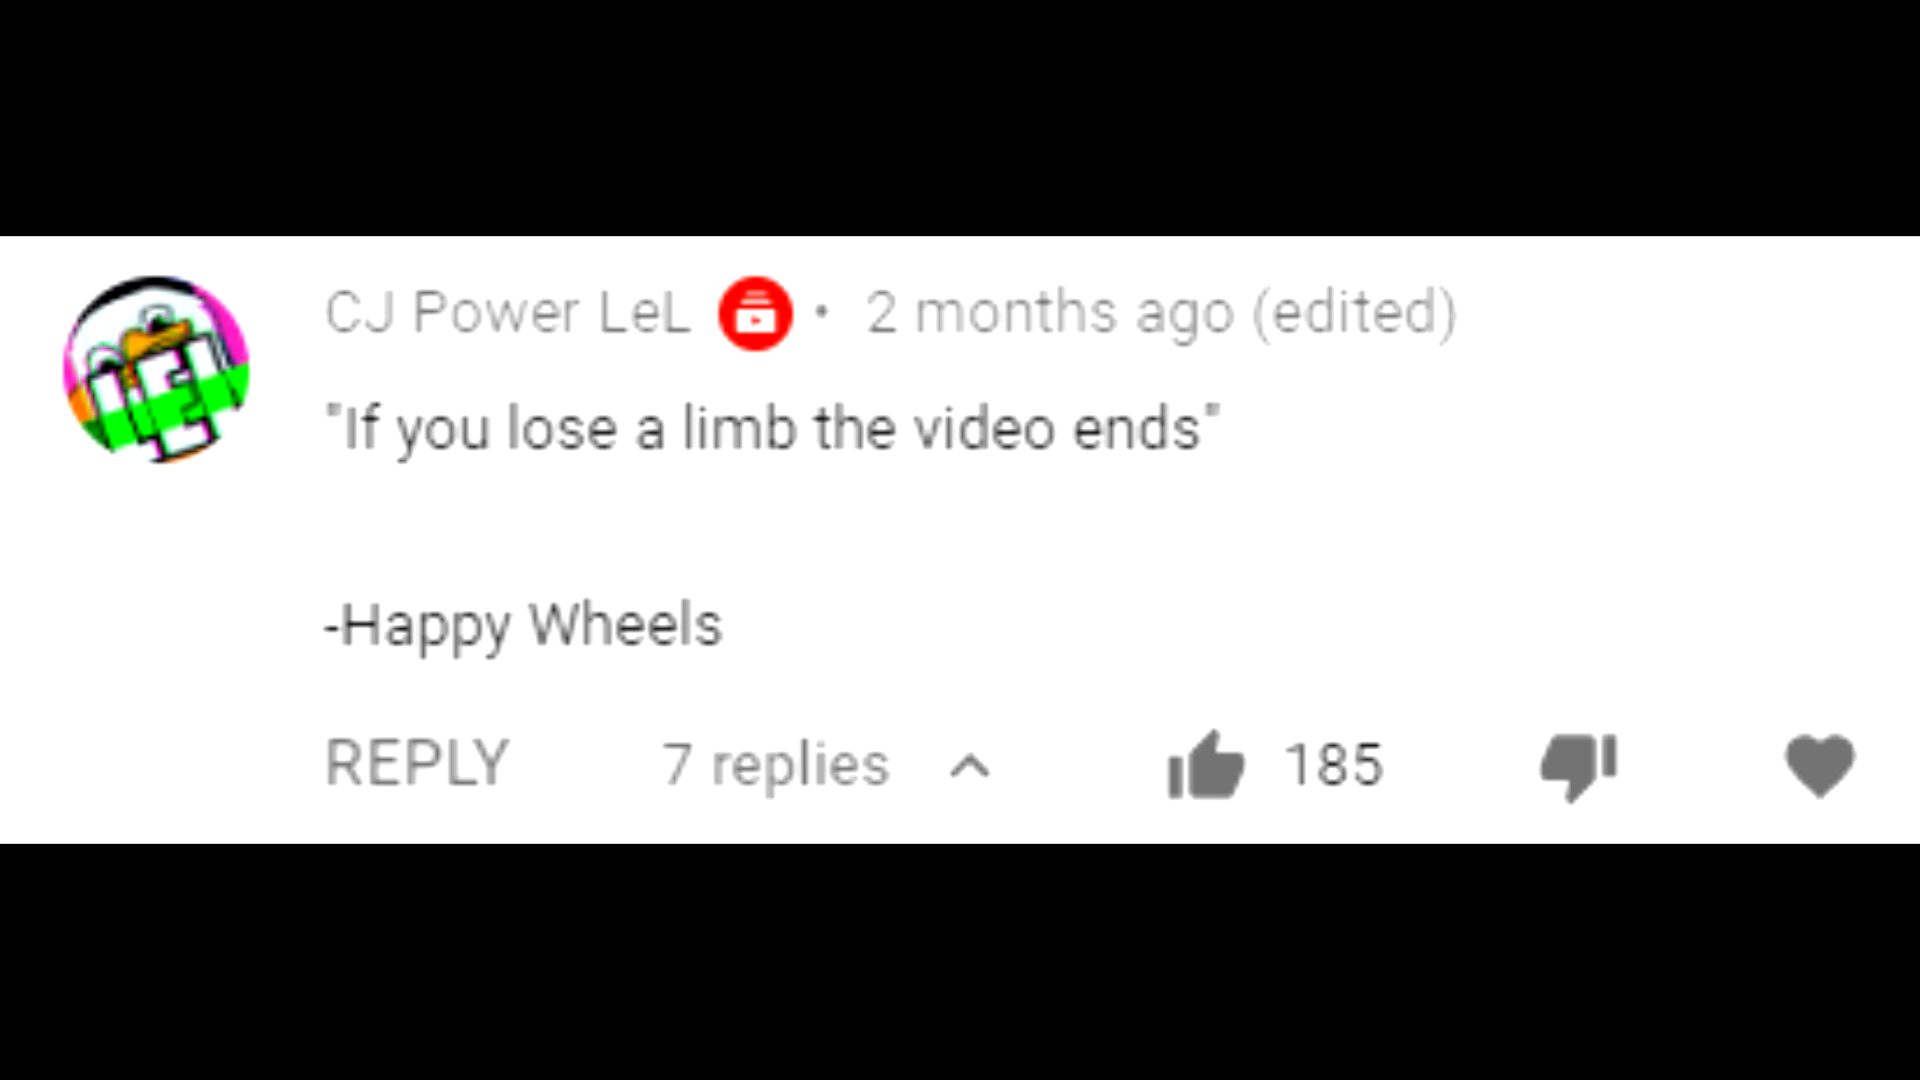 CJ Power LeL • 2 months ago (edited)
"If you lose a limb the video ends"
-Happy Wheels
REPLY 7 replies 185